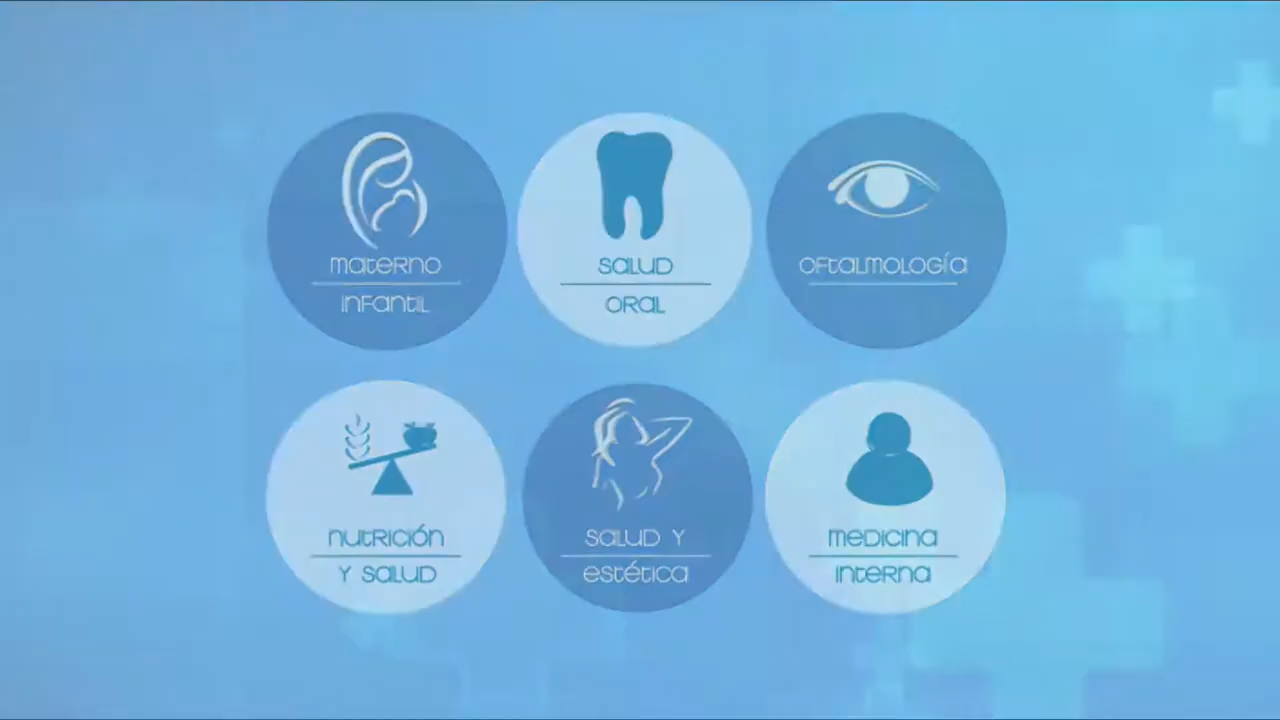 materno
infantil
salud
oral
oftalmología
nutrición
y salud
salud y
estética
medicina
interna